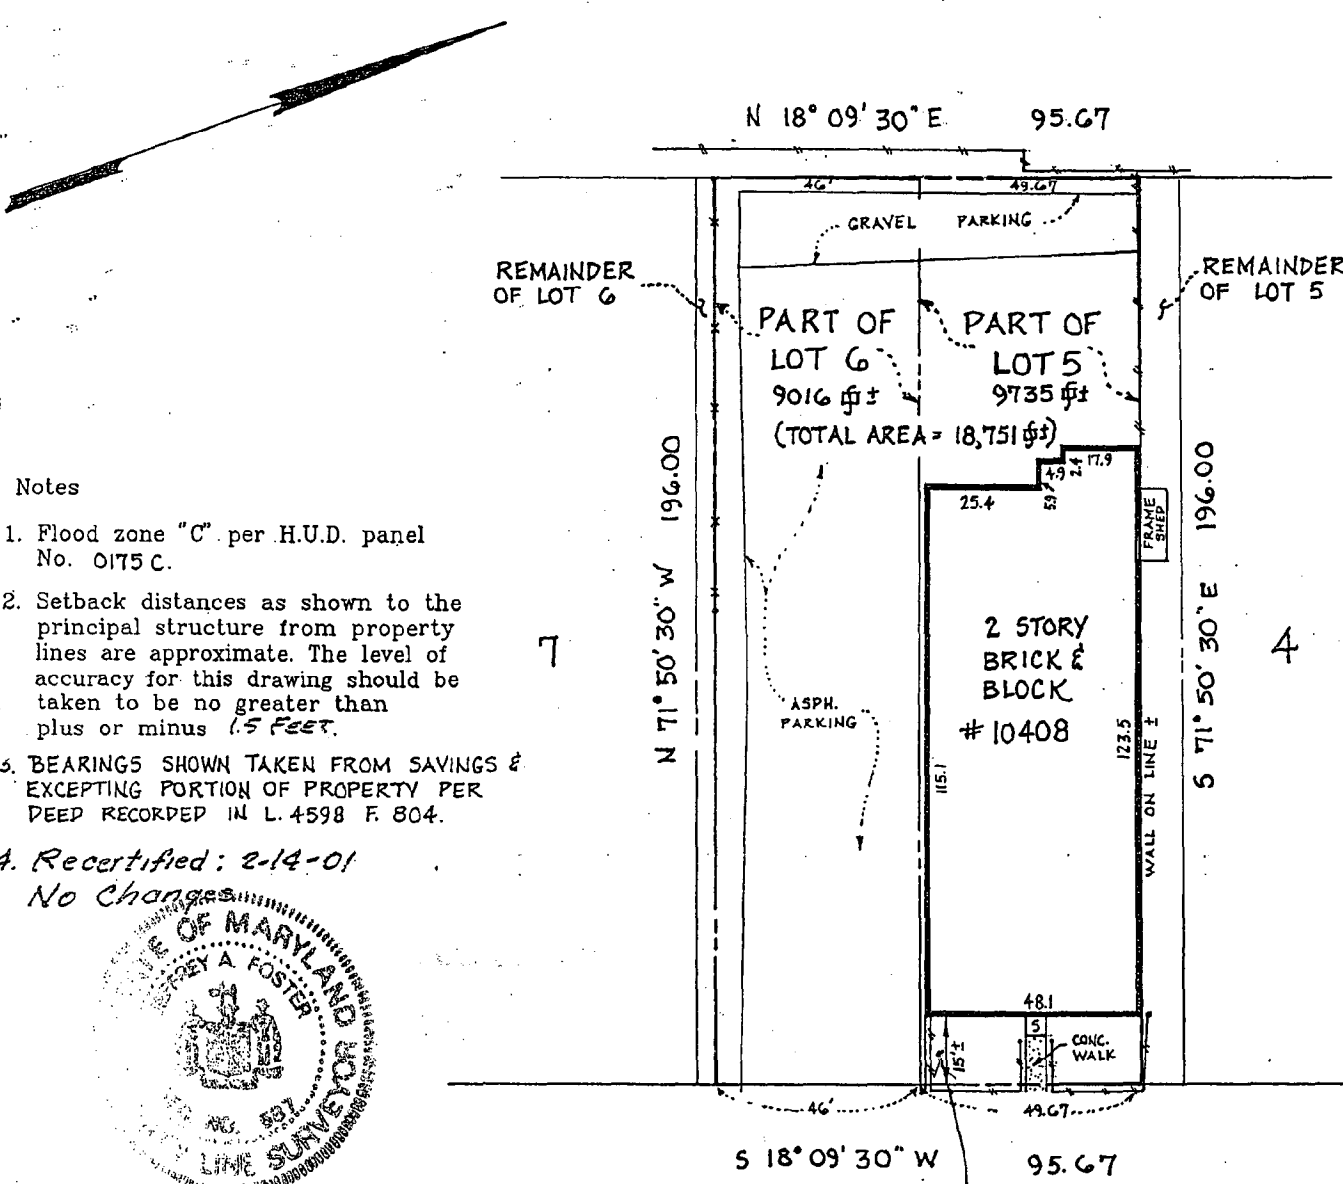 N 18° 09' 30" E 95.67
46' 49.67
GRAVEL PARKING
REMAINDER
OF LOT 6
REMAINDER
OF LOT 5
PART OF
LOT 6
9016 ±
PART OF
LOT 5
9735 ±
(TOTAL AREA = 18,751 ±)
N 71° 50' 30" W 196.00
S 71° 50' 30" E 196.00
25.4
5.9
4.9
2.4
17.9
FRAME
SHED
2 STORY
BRICK &
BLOCK
# 10408
115.1
123.5
WALL ON LINE ±
ASPH.
PARKING
7
4
48.1
S
15'±
CONC.
WALK
46' 49.67
S 18° 09' 30" W 95.67
Notes
1. Flood zone "C" per H.U.D. panel
No. 0175 C.
2. Setback distances as shown to the
principal structure from property
lines are approximate. The level of
accuracy for this drawing should be
taken to be no greater than
plus or minus 1.5 FEET.
3. BEARINGS SHOWN TAKEN FROM SAVINGS &
EXCEPTING PORTION OF PROPERTY PER
DEED RECORDED IN L. 4598 F. 804.
4. Recertified: 2-14-01
No Changes
OF MARYLAND
A. FOSTER
NO. 587
LINE SURVEYOR